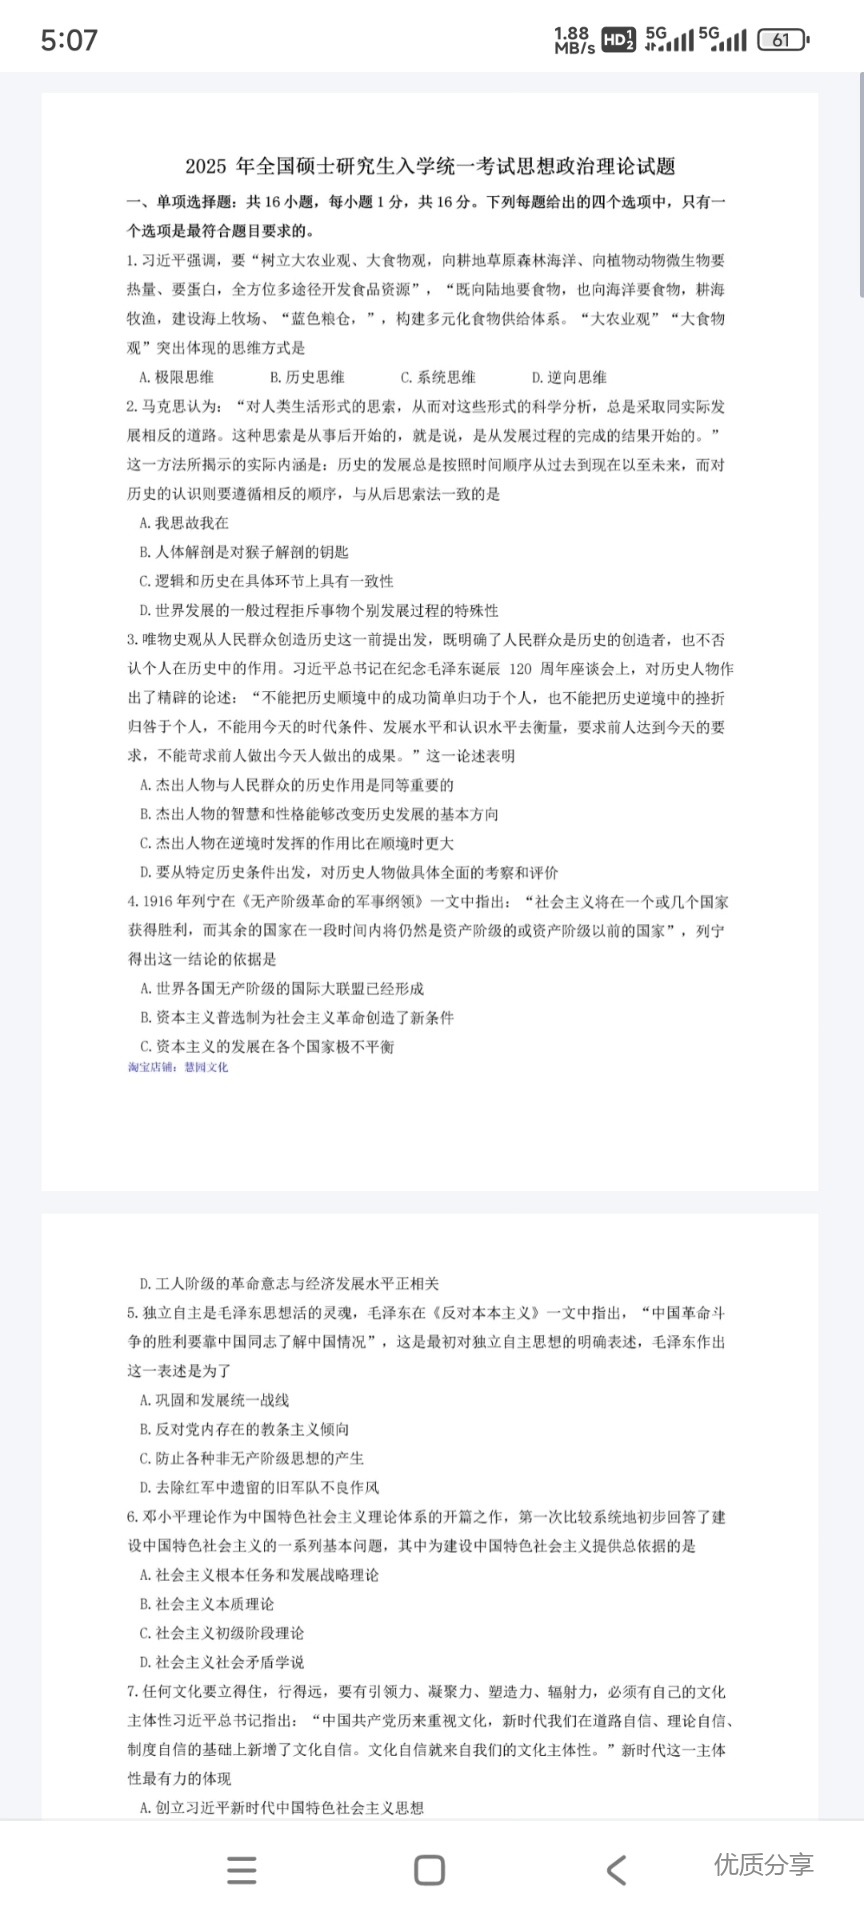 5:07
1.88 MB/s HD 1 2 5G 5G 61
2025 年全国硕士研究生入学统一考试思想政治理论试题
一、单项选择题：共 16 小题，每小题 1 分，共 16 分。下列每题给出的四个选项中，只有一
个选项是最符合题目要求的。
1. 习近平强调，要“树立大农业观、大食物观，向耕地草原森林海洋、向植物动物微生物要
热量、要蛋白，全方位多途径开发食品资源”，“既向陆地要食物，也向海洋要食物，耕海
牧渔，建设海上牧场、“蓝色粮仓，”，构建多元化食物供给体系。“大农业观”“大食物
观”突出体现的思维方式是
A. 极限思维 B. 历史思维 C. 系统思维 D. 逆向思维
2. 马克思认为：“对人类生活形式的思索，从而对这些形式的科学分析，总是采取同实际发
展相反的道路。这种思索是从事后开始的，就是说，是从发展过程的完成的结果开始的。”
这一方法所揭示的实际内涵是：历史的发展总是按照时间顺序从过去到现在以至未来，而对
历史的认识则要遵循相反的顺序，与从后思索法一致的是
A. 我思故我在
B. 人体解剖是对猴子解剖的钥匙
C. 逻辑和历史在具体环节上具有一致性
D. 世界发展的一般过程拒斥事物个别发展过程的特殊性
3. 唯物史观从人民群众创造历史这一前提出发，既明确了人民群众是历史的创造者，也不否
认个人在历史中的作用。习近平总书记在纪念毛泽东诞辰 120 周年座谈会上，对历史人物作
出了精辟的论述：“不能把历史顺境中的成功简单归功于个人，也不能把历史逆境中的挫折
归咎于个人，不能用今天的时代条件、发展水平和认识水平去衡量，要求前人达到今天的要
求，不能苛求前人做出今天人做出的成果。”这一论述表明
A. 杰出人物与人民群众的历史作用是同等重要的
B. 杰出人物的智慧和性格能够改变历史发展的基本方向
C. 杰出人物在逆境时发挥的作用比在顺境时更大
D. 要从特定历史条件出发，对历史人物做具体全面的考察和评价
4. 1916 年列宁在《无产阶级革命的军事纲领》一文中指出：“社会主义将在一个或几个国家
获得胜利，而其余的国家在一段时间内将仍然是资产阶级的或资产阶级以前的国家”，列宁
得出这一结论的依据是
A. 世界各国无产阶级的国际大联盟已经形成
B. 资本主义普选制为社会主义革命创造了新条件
C. 资本主义的发展在各个国家极不平衡
淘宝店铺：慧园文化
D. 工人阶级的革命意志与经济发展水平正相关
5. 独立自主是毛泽东思想活的灵魂，毛泽东在《反对本本主义》一文中指出，“中国革命斗
争的胜利要靠中国同志了解中国情况”，这是最初对独立自主思想的明确表述，毛泽东作出
这一表述是为了
A. 巩固和发展统一战线
B. 反对党内存在的教条主义倾向
C. 防止各种非无产阶级思想的产生
D. 去除红军中遗留的旧军队不良作风
6. 邓小平理论作为中国特色社会主义理论体系的开篇之作，第一次比较系统地初步回答了建
设中国特色社会主义的一系列基本问题，其中为建设中国特色社会主义提供总依据的是
A. 社会主义根本任务和发展战略理论
B. 社会主义本质理论
C. 社会主义初级阶段理论
D. 社会主义社会矛盾学说
7. 任何文化要立得住，行得远，要有引领力、凝聚力、塑造力、辐射力，必须有自己的文化
主体性习近平总书记指出：“中国共产党历来重视文化，新时代我们在道路自信、理论自信、
制度自信的基础上新增了文化自信。文化自信就来自我们的文化主体性。”新时代这一主体
性最有力的体现
A. 创立习近平新时代中国特色社会主义思想
优质分享